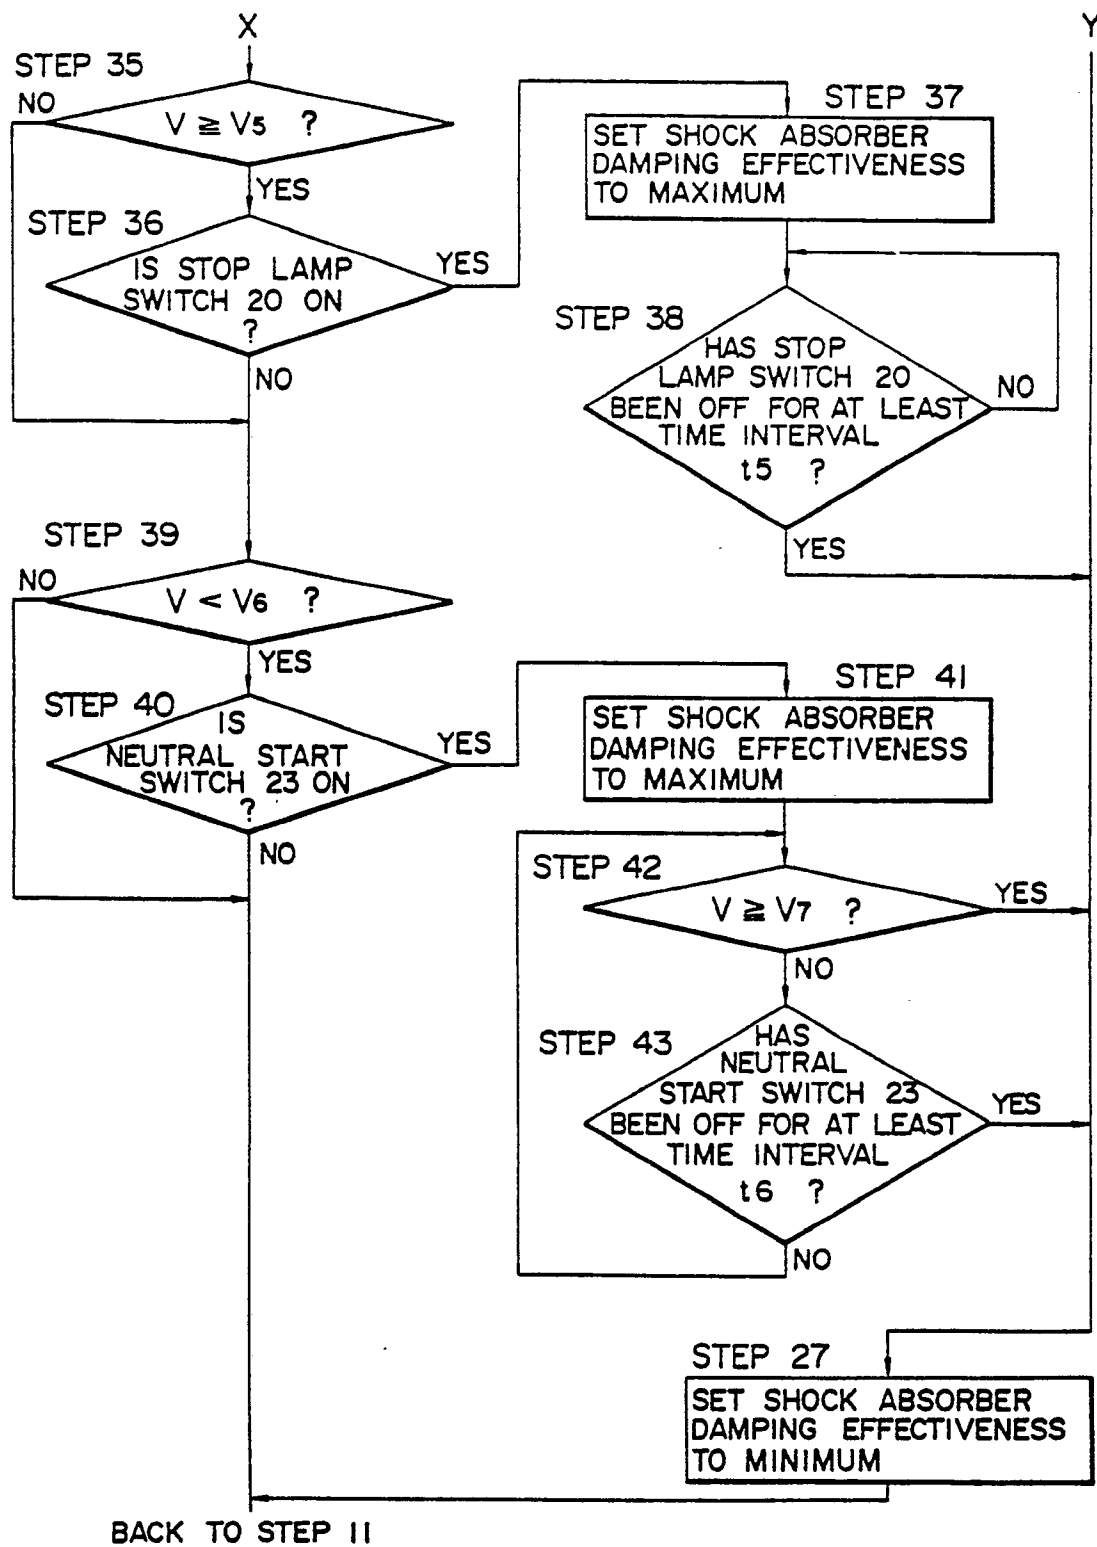 X
Y
STEP 35
NO
V ≧ V5 ?
YES
STEP 36
IS STOP LAMP
SWITCH 20 ON
?
YES
NO
STEP 37
SET SHOCK ABSORBER
DAMPING EFFECTIVENESS
TO MAXIMUM
STEP 38
HAS STOP
LAMP SWITCH 20
BEEN OFF FOR AT LEAST
TIME INTERVAL
t5 ?
NO
YES
STEP 39
NO
V < V6 ?
YES
STEP 40
IS
NEUTRAL START
SWITCH 23 ON
?
YES
NO
STEP 41
SET SHOCK ABSORBER
DAMPING EFFECTIVENESS
TO MAXIMUM
STEP 42
V ≧ V7 ?
YES
NO
STEP 43
HAS
NEUTRAL
START SWITCH 23
BEEN OFF FOR AT LEAST
TIME INTERVAL
t6 ?
YES
NO
STEP 27
SET SHOCK ABSORBER
DAMPING EFFECTIVENESS
TO MINIMUM
BACK TO STEP 11